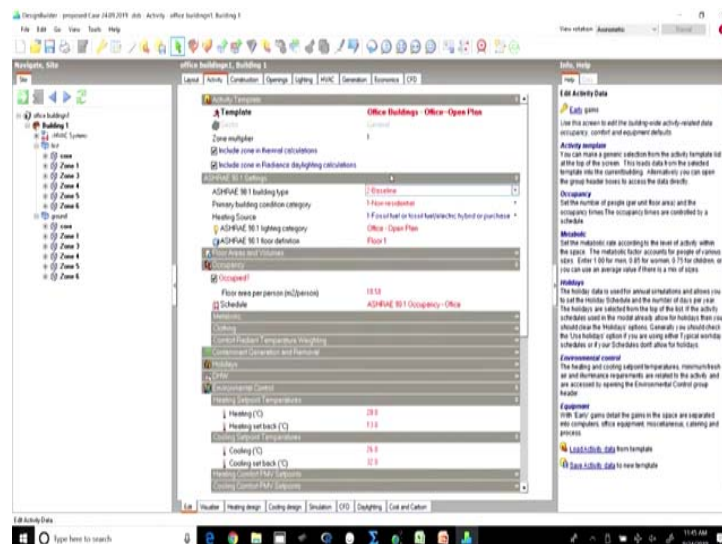 DesignBuilder - proposed Case 24.09.2019 .dsb - Activity - office buildingn1, Building 1
File Edit Go View Tools Help
View rotation Axonometric
Navigate, Site
office buildingn1, Building 1
Info, Help
Site
Layout Activity Construction Openings Lighting HVAC Generation Economics CFD
Help
office buildingn1
Building 1
HVAC Systems
first
core
Zone 1
Zone 3
Zone 4
Zone 5
Zone 6
ground
core
Zone 1
Zone 3
Zone 4
Zone 5
Zone 6
Activity Template
Template Office Buildings - Office - Open Plan
Sector General
Zone multiplier 1
Include zone in thermal calculations
Include zone in Radiance daylighting calculations
ASHRAE 90.1 Settings
ASHRAE 90.1 building type 2-Baseline
Primary building condition category 1-Non-residential
Heating Source 1-Fossil fuel or fossil fuel/electric hybrid or purchase
ASHRAE 90.1 lighting category Office - Open Plan
ASHRAE 90.1 floor definition Floor 1
Floor Areas and Volumes
Occupancy
Occupied?
Floor area per person (m2/person) 18.58
Schedule ASHRAE 90.1 Occupancy - Office
Metabolic
Clothing
Comfort Radiant Temperature Weighting
Contaminant Generation and Removal
Holidays
DHW
Environmental Control
Heating Setpoint Temperatures
Heating (°C)
Heating set back (°C)
Cooling Setpoint Temperatures
Cooling (°C)
Cooling set back (°C)
Heating Comfort PMV Setpoints
Cooling Comfort PMV Setpoints
Edit Visualise Heating design Cooling design Simulation CFD Daylighting Cost and Carbon
Edit Activity Data
Early gains
Use this screen to edit the building-wide activity-related data
occupancy, comfort and equipment defaults.
Activity template
You can make a generic selection from the activity template list
at the top of the screen. This loads data from the selected
template into the current building. Alternatively you can open
the group header boxes to access the data directly.
Occupancy
Set the number of people (per unit floor area) and the
occupancy times. The occupancy times are controlled by a
schedule.
Metabolic
Set the metabolic rate according to the level of activity within
the space. The metabolic factor accounts for people of various
sizes. Enter 1.00 for men, 0.85 for women, 0.75 for children, or
you can use an average value if there is a mix of sizes.
Holidays
The holiday data is used for annual simulations and allows you
to set the Holiday Schedule and the number of days per year.
The holidays are selected from the top of the list. If the activity
schedules used in the model already allow for holidays then you
should clear the 'Holidays' options. Generally you should check
the 'Use holidays' option if you are using either Typical workday
schedules or if your Schedules don't allow for holidays.
Environmental control
The heating and cooling setpoint temperatures, minimum fresh
air and illuminance requirements are related to the activity and
are accessed by opening the Environmental Control group
header.
Equipment
With 'Early' gains detail the gains in the space are separated
into computers, office equipment, miscellaneous, catering and
process.
Load Activity data from template
Save Activity data to new template
Edit Activity Data
Type here to search
11:45 AM